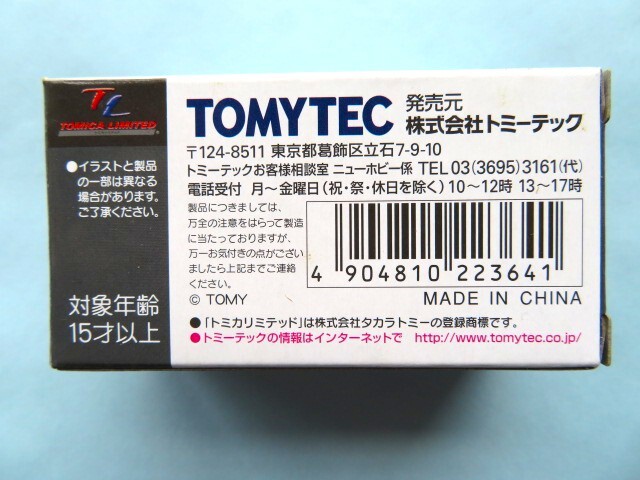 TL
TOMICA LIMITED
●イラストと製品
の一部は異なる
場合があります。
ご了承ください。
対象年齢
15才以上
TOMYTEC
発売元
株式会社トミーテック
〒124-8511 東京都葛飾区立石7-9-10
トミーテックお客様相談室 ニューホビー係 TEL 03(3695)3161(代)
電話受付 月〜金曜日(祝・祭・休日を除く)10〜12時 13〜17時
製品につきましては、
万全の注意をはらって製造
に当たっておりますが、
万一お気付きの点がござい
ましたら上記までご連絡
ください。
© TOMY
4 904810 223641
MADE IN CHINA
●「トミカリミテッド」は株式会社タカラトミーの登録商標です。
●トミーテックの情報はインターネットで http://www.tomytec.co.jp/